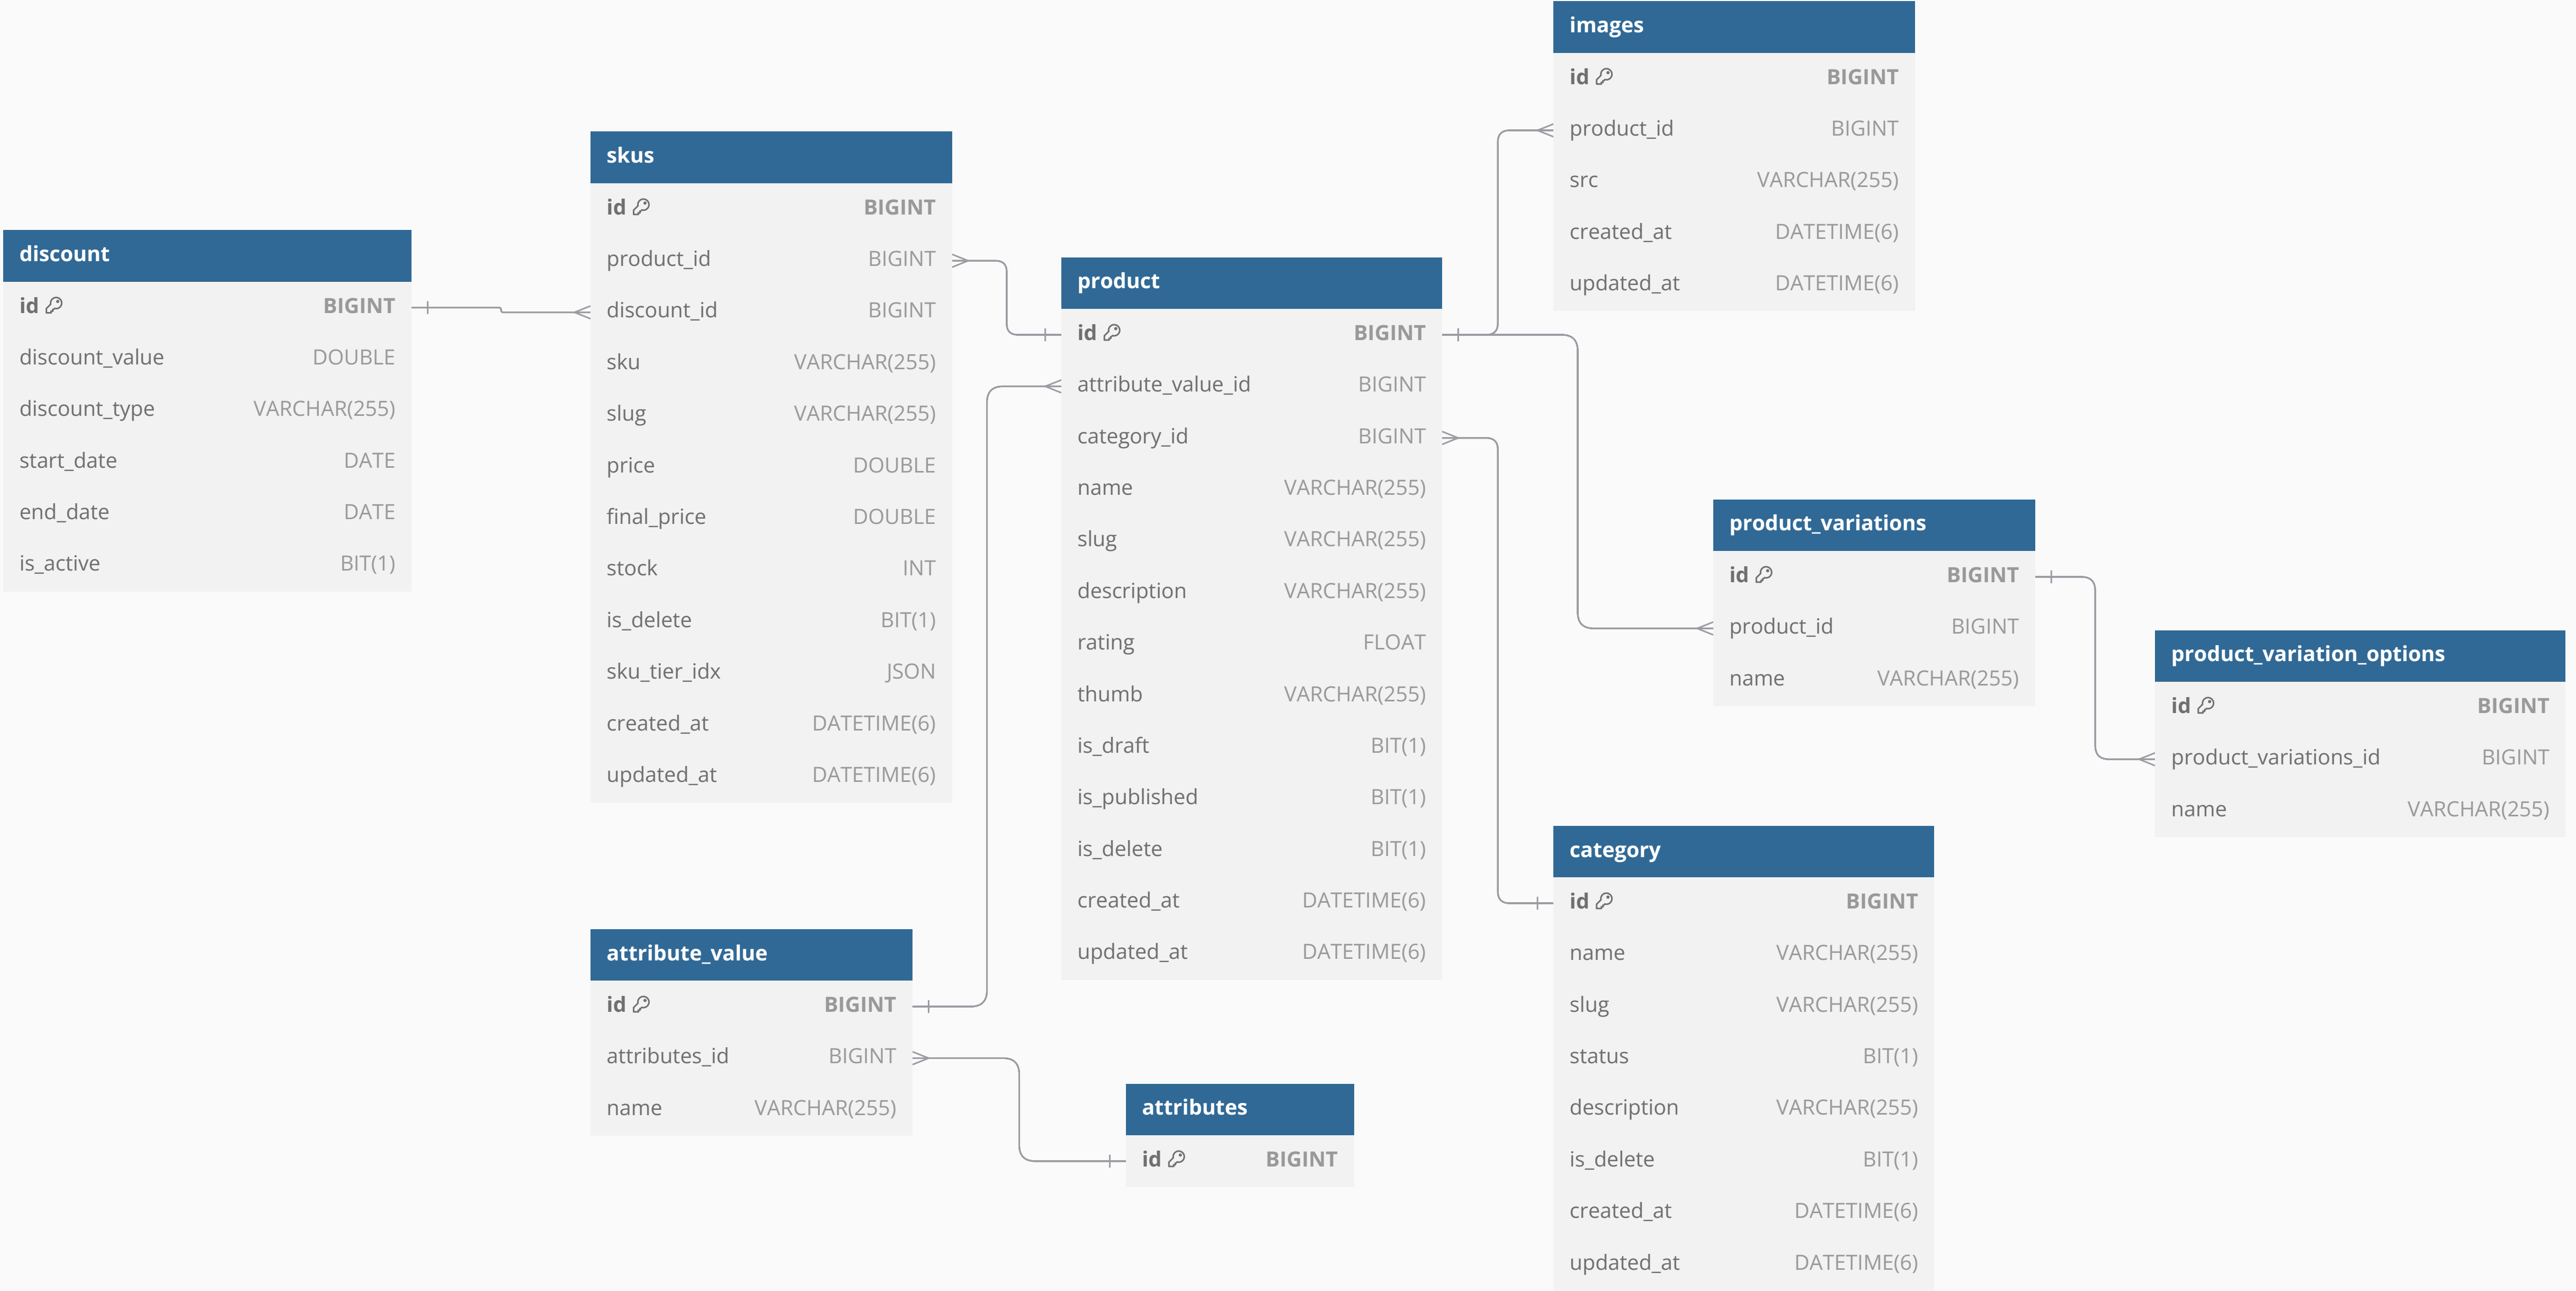 discount
id BIGINT
discount_value DOUBLE
discount_type VARCHAR(255)
start_date DATE
end_date DATE
is_active BIT(1)
skus
id BIGINT
product_id BIGINT
discount_id BIGINT
sku VARCHAR(255)
slug VARCHAR(255)
price DOUBLE
final_price DOUBLE
stock INT
is_delete BIT(1)
sku_tier_idx JSON
created_at DATETIME(6)
updated_at DATETIME(6)
attribute_value
id BIGINT
attributes_id BIGINT
name VARCHAR(255)
product
id BIGINT
attribute_value_id BIGINT
category_id BIGINT
name VARCHAR(255)
slug VARCHAR(255)
description VARCHAR(255)
rating FLOAT
thumb VARCHAR(255)
is_draft BIT(1)
is_published BIT(1)
is_delete BIT(1)
created_at DATETIME(6)
updated_at DATETIME(6)
attributes
id BIGINT
images
id BIGINT
product_id BIGINT
src VARCHAR(255)
created_at DATETIME(6)
updated_at DATETIME(6)
product_variations
id BIGINT
product_id BIGINT
name VARCHAR(255)
product_variation_options
id BIGINT
product_variations_id BIGINT
name VARCHAR(255)
category
id BIGINT
name VARCHAR(255)
slug VARCHAR(255)
status BIT(1)
description VARCHAR(255)
is_delete BIT(1)
created_at DATETIME(6)
updated_at DATETIME(6)